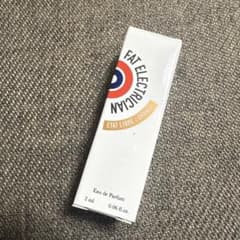 FAT ELECTRICIAN
ETAT LIBRE D'ORANGE
Eau de Parfum
2 ml 0.06 fl.oz